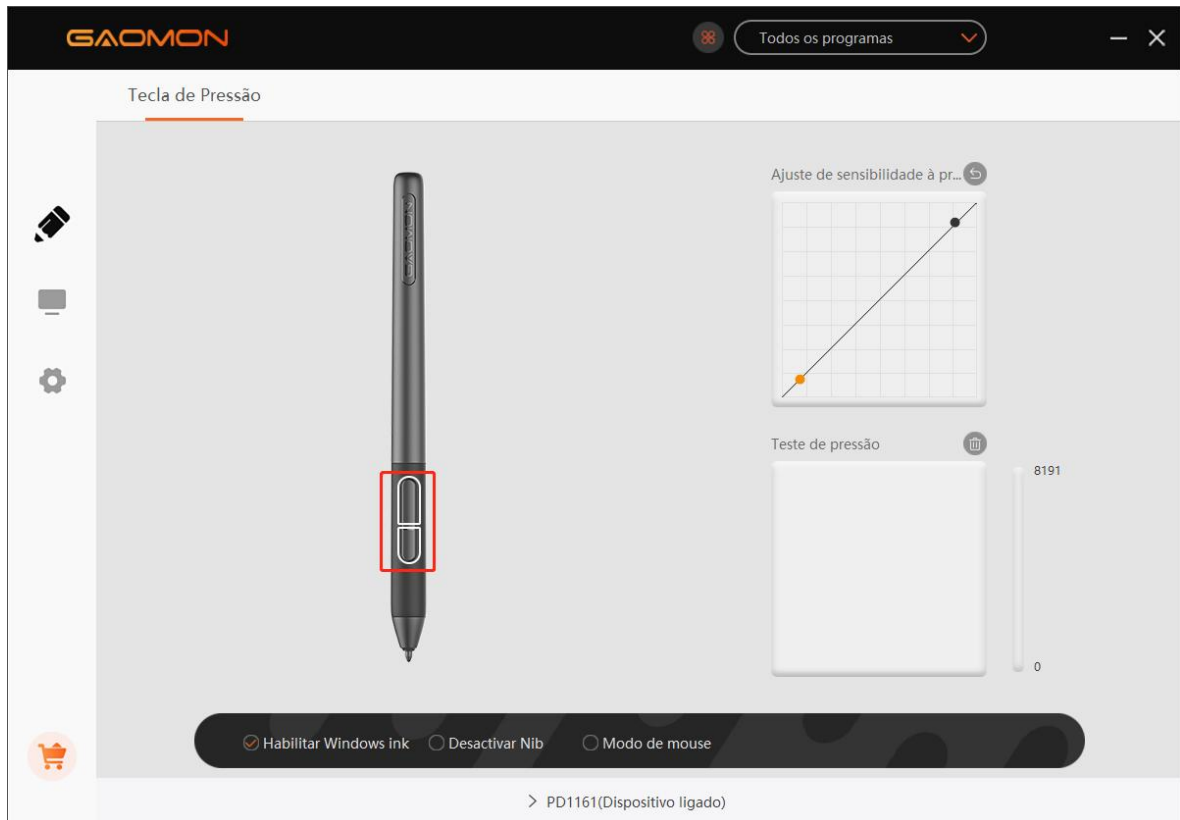 GAOMON
Todos os programas
Tecla de Pressão
GAOMON
Ajuste de sensibilidade à pr...
Teste de pressão
8191
0
Habilitar Windows ink
Desactivar Nib
Modo de mouse
PD1161(Dispositivo ligado)